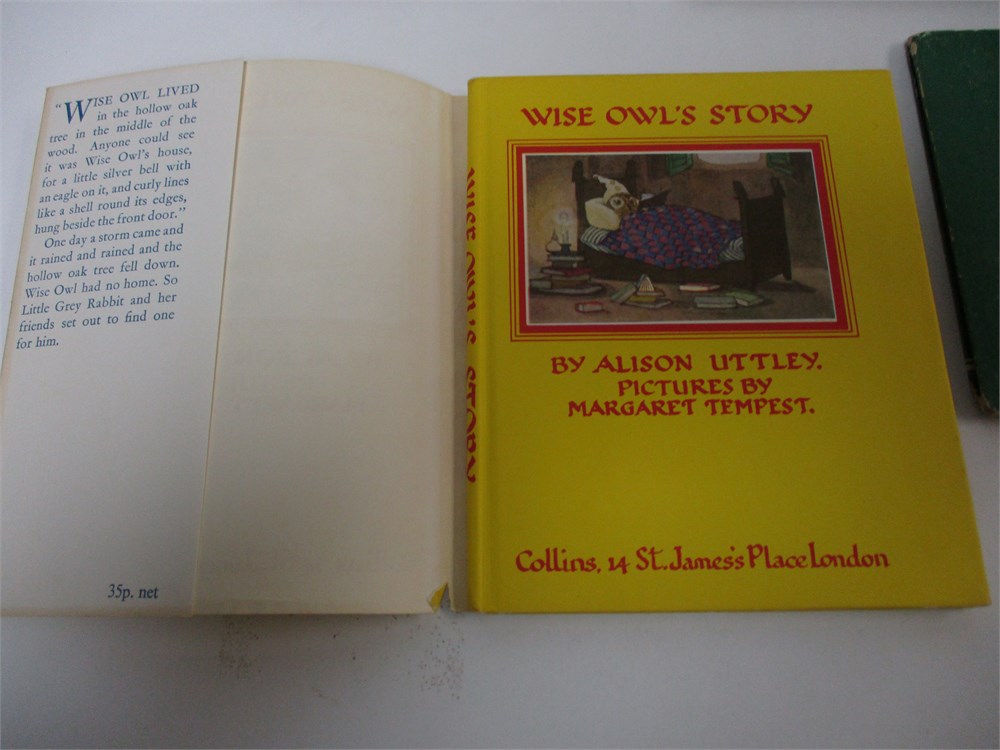 "WISE OWL LIVED
in the hollow oak
tree in the middle of the
wood. Anyone could see
it was Wise Owl's house,
for a little silver bell with
an eagle on it, and curly lines
like a shell round its edges,
hung beside the front door."
One day a storm came and
it rained and rained and the
hollow oak tree fell down.
Wise Owl had no home. So
Little Grey Rabbit and her
friends set out to find one
for him.
35p. net
WISE OWL'S STORY
WISE OWL'S STORY
BY ALISON UTTLEY.
PICTURES BY
MARGARET TEMPEST.
Collins, 14 St. James's Place London